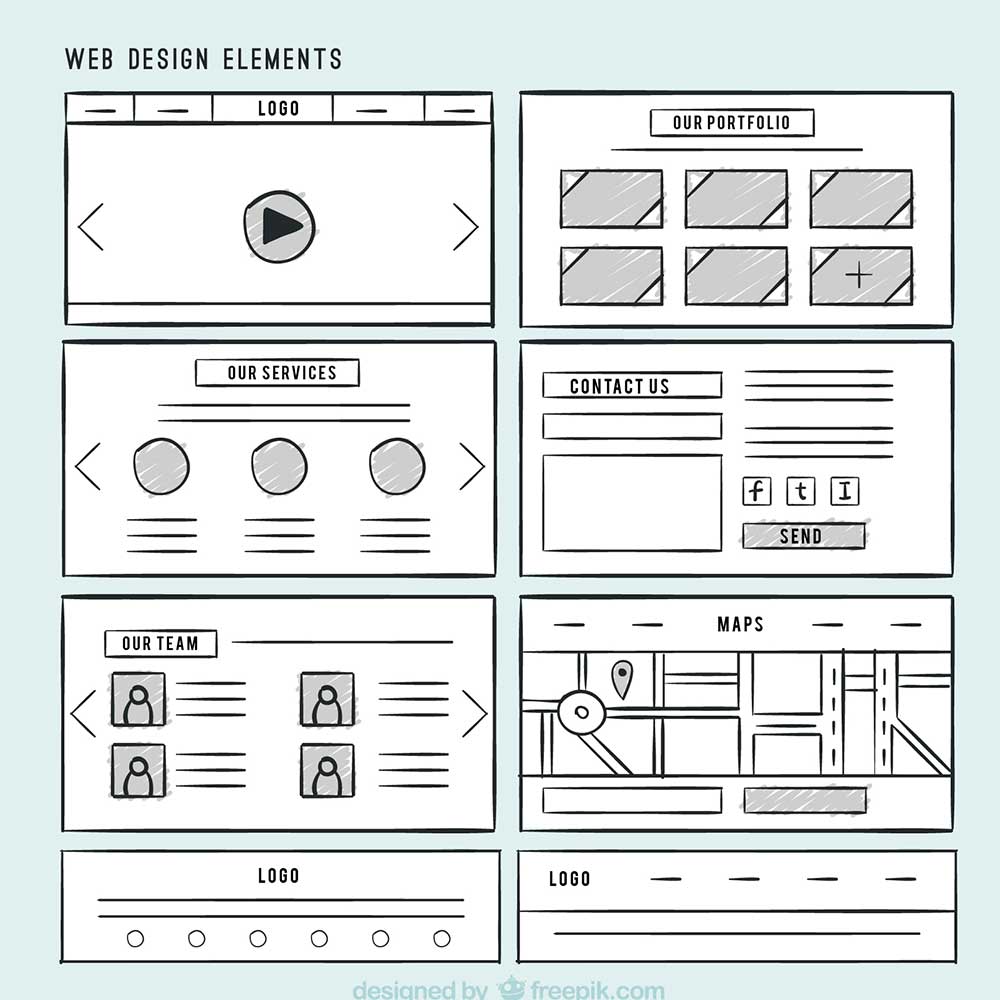 WEB DESIGN ELEMENTS
LOGO
OUR PORTFOLIO
OUR SERVICES
CONTACT US
f t I
SEND
OUR TEAM
MAPS
LOGO
LOGO
designed by freepik.com